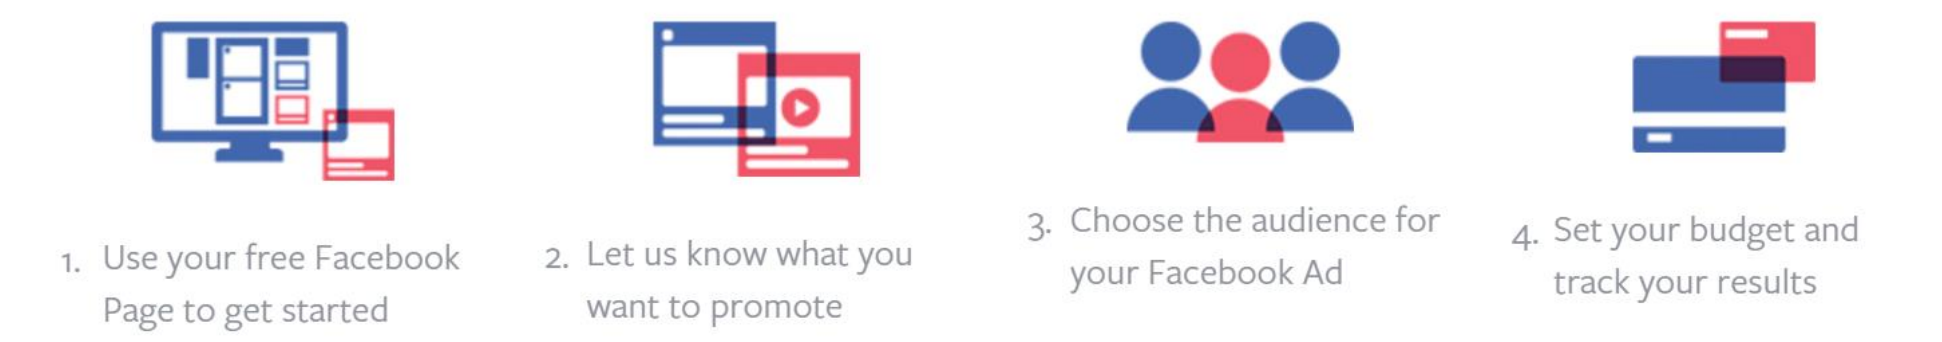 1. Use your free Facebook
Page to get started
2. Let us know what you
want to promote
3. Choose the audience for
your Facebook Ad
4. Set your budget and
track your results